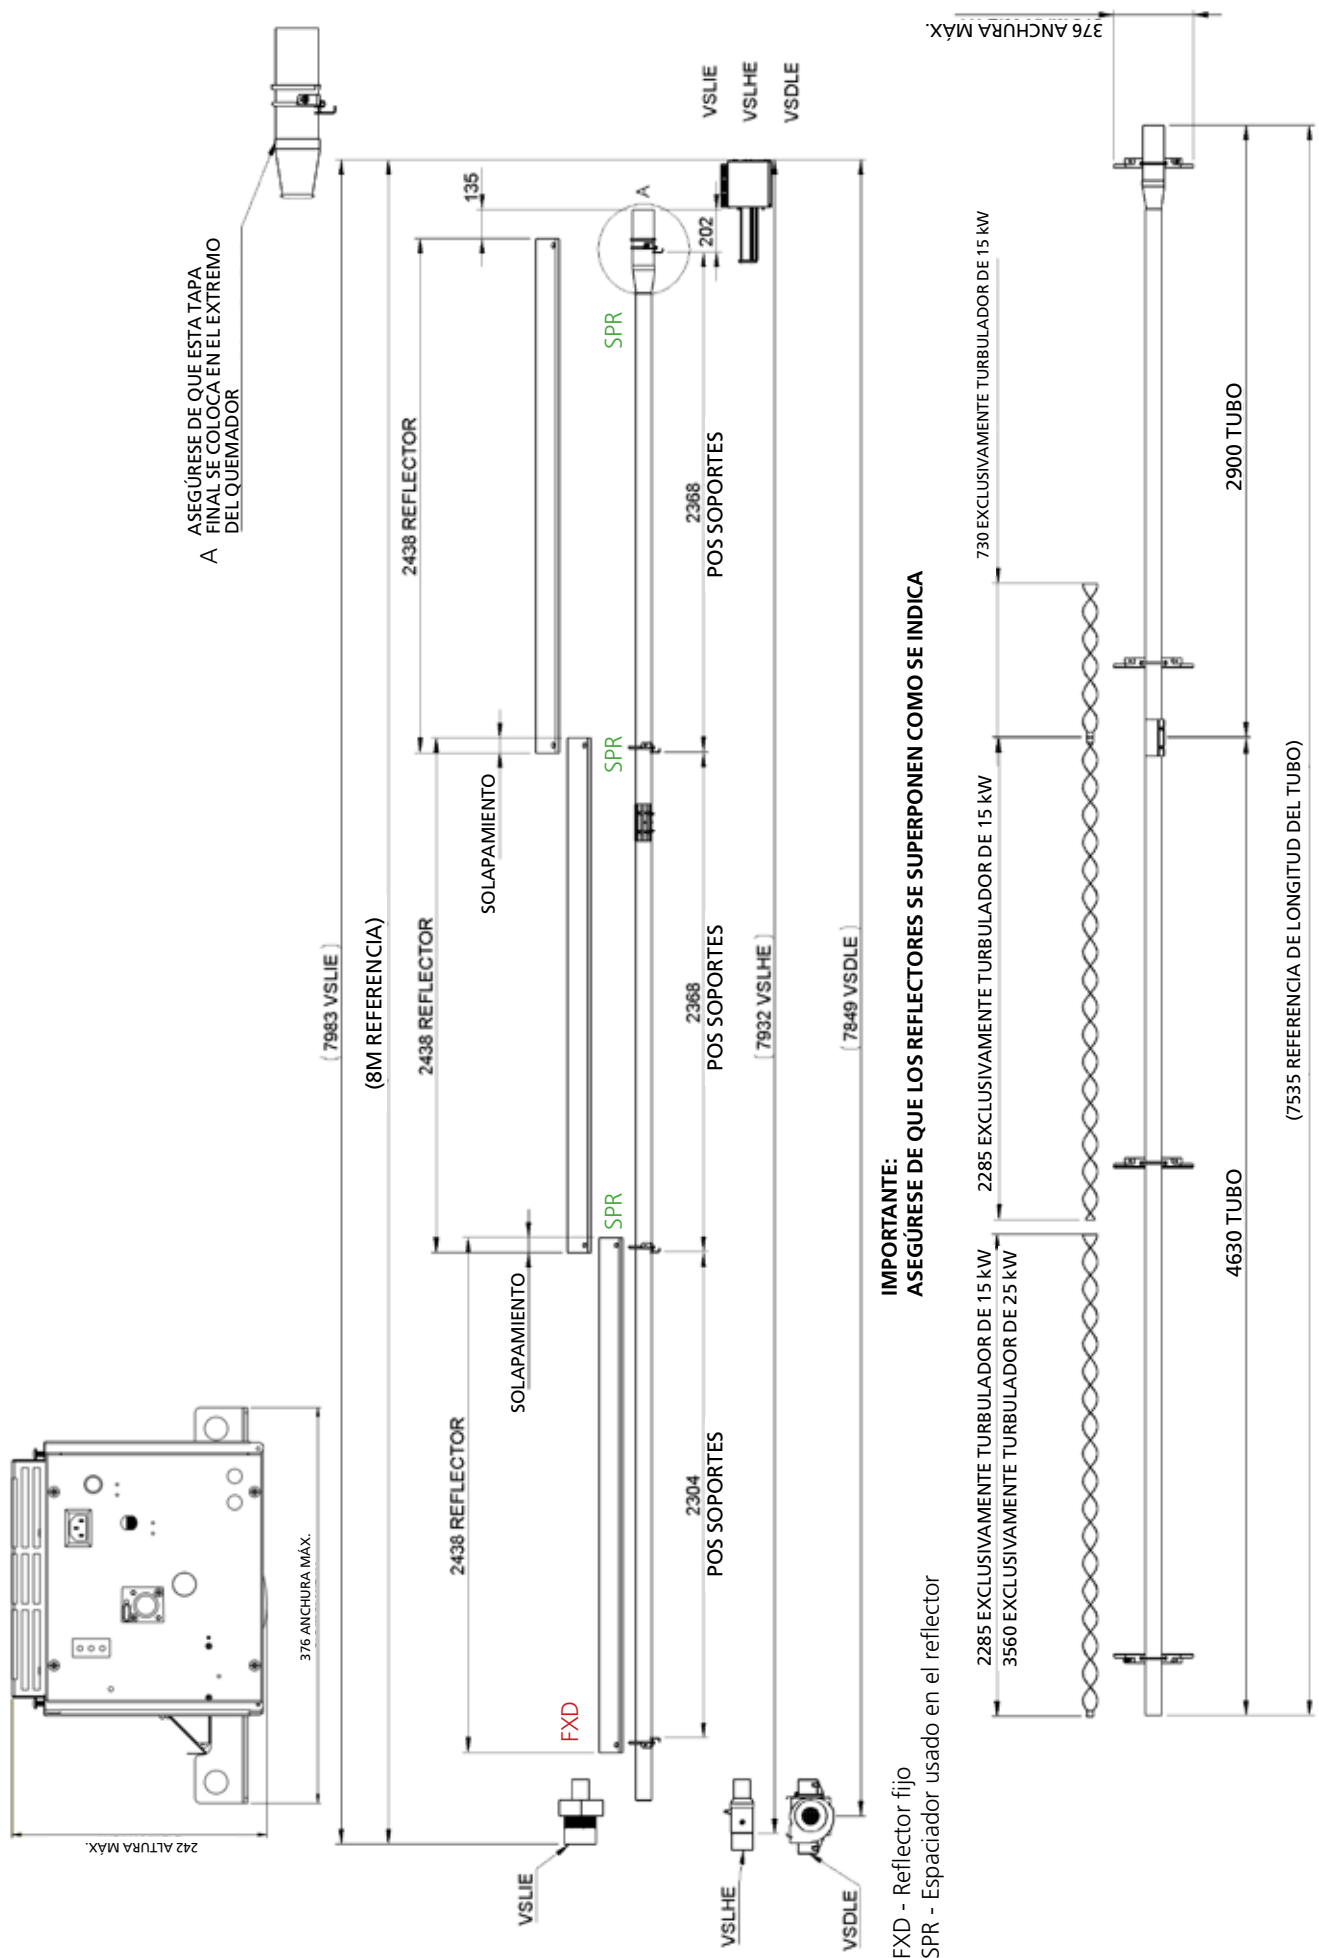 376 ANCHURA MÁX.
242 ALTURA MÁX.
A
ASEGÚRESE DE QUE ESTA TAPA
FINAL SE COLOCA EN EL EXTREMO
DEL QUEMADOR
[ 7983 VSLIE ]
(8M REFERENCIA)
2438 REFLECTOR
2438 REFLECTOR
2438 REFLECTOR
135
SOLAPAMIENTO
SOLAPAMIENTO
VSLIE
FXD
SPR
SPR
SPR
A
2304
POS SOPORTES
2368
POS SOPORTES
2368
POS SOPORTES
202
VSLIE
VSLHE
VSDLE
VSLHE
[ 7932 VSLHE ]
VSDLE
[ 7849 VSDLE ]
IMPORTANTE:
ASEGÚRESE DE QUE LOS REFLECTORES SE SUPERPONEN COMO SE INDICA
FXD - Reflector fijo
SPR - Espaciador usado en el reflector
2285 EXCLUSIVAMENTE TURBULADOR DE 15 kW
3560 EXCLUSIVAMENTE TURBULADOR DE 25 kW
2285 EXCLUSIVAMENTE TURBULADOR DE 15 kW
730 EXCLUSIVAMENTE TURBULADOR DE 15 kW
376 ANCHURA MÁX.
4630 TUBO
2900 TUBO
(7535 REFERENCIA DE LONGITUD DEL TUBO)